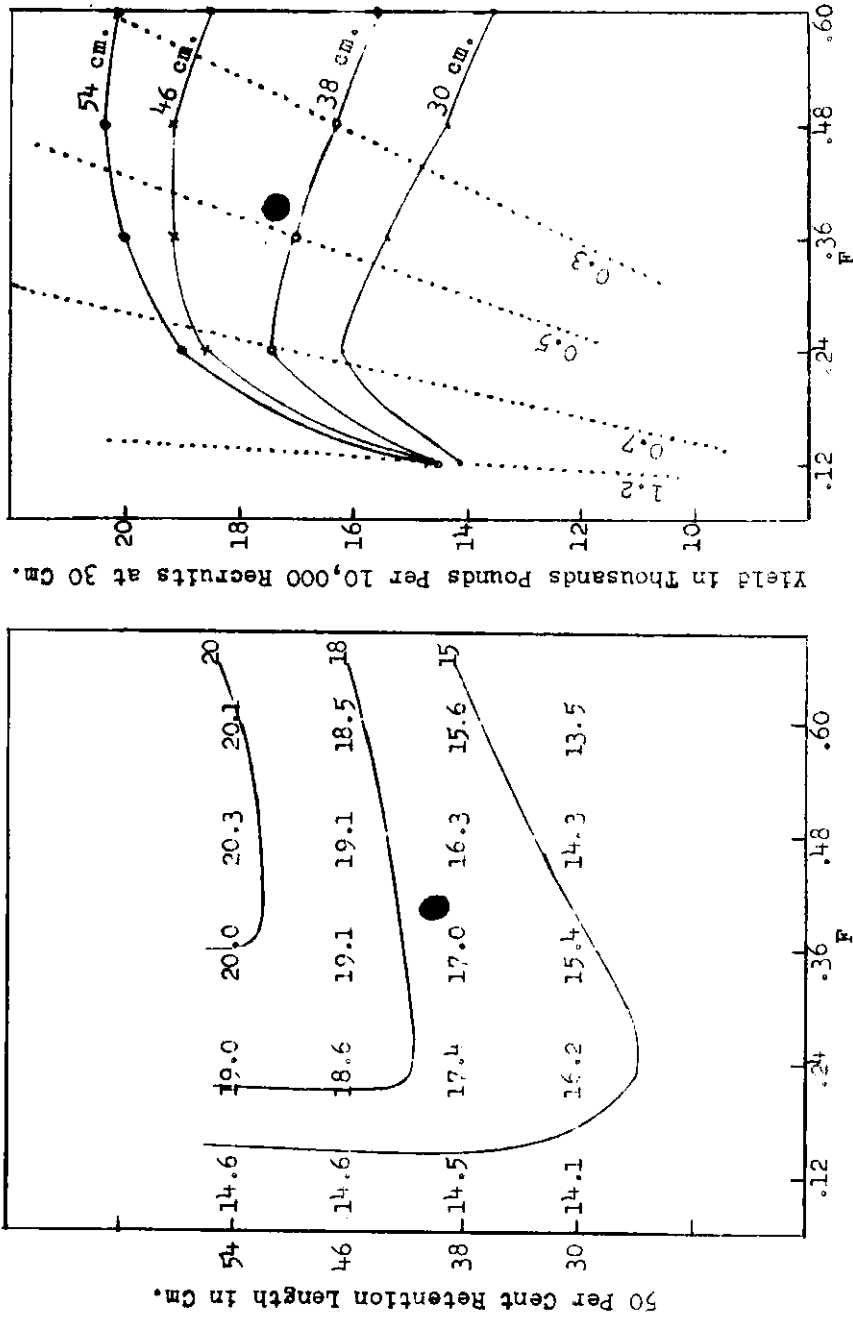 50 Per Cent Retention Length in Cm.
54
46
38
30
14.6 19.0 20.0 20.3 20.1 20
14.6 18.6 19.1 19.1 18.5 18
14.5 17.4 17.0 16.3 15.6 15
14.1 16.2 15.4 14.3 13.5
.12 .24 .36 .48 .60
F
Yield in Thousands Pounds Per 10,000 Recruits at 30 Cm.
20
18
16
14
12
10
54 cm.
46 cm.
38 cm.
30 cm.
1.2
0.7
0.5
0.3
.12 .24 .36 .48 .60
F